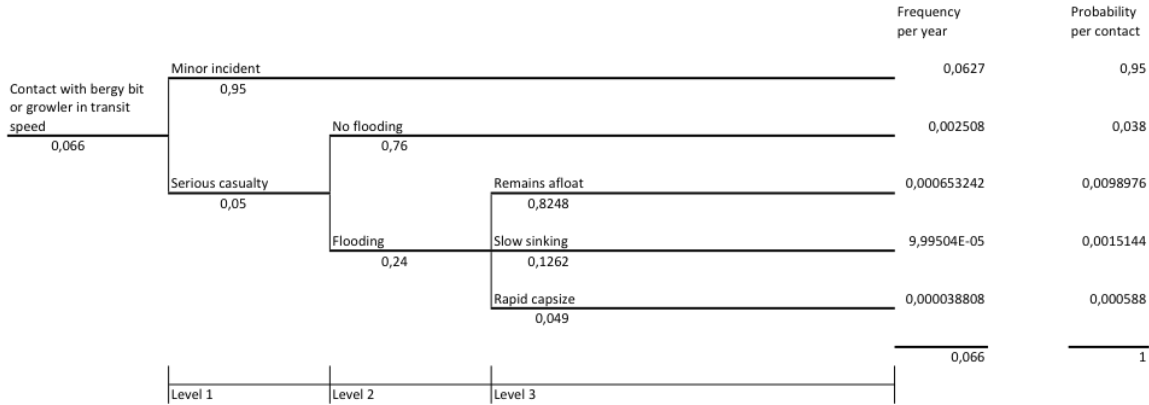 Frequency
per year
Probability
per contact
Minor incident
0,95
0,0627
0,95
Contact with bergy bit
or growler in transit
speed
0,066
No flooding
0,76
0,002508
0,038
Serious casualty
0,05
Remains afloat
0,8248
0,000653242
0,0098976
Flooding
0,24
Slow sinking
0,1262
9,99504E-05
0,0015144
Rapid capsize
0,049
0,000038808
0,000588
0,066
1
Level 1
Level 2
Level 3